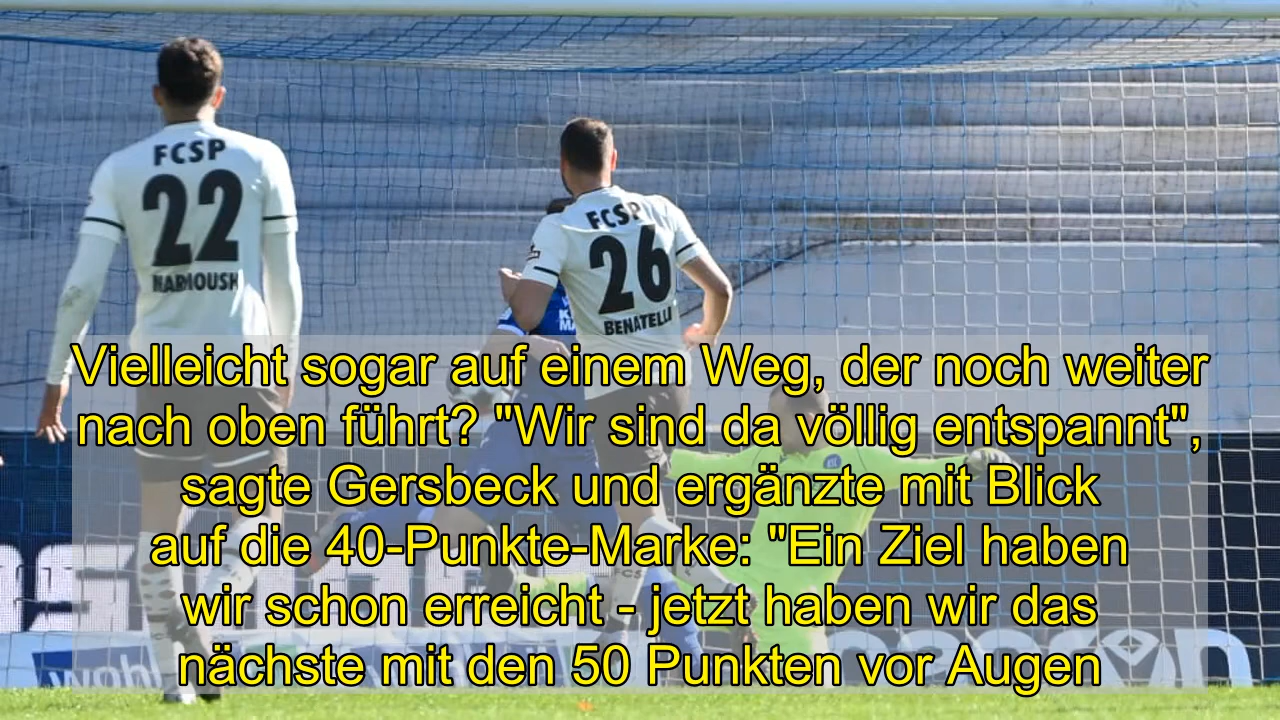 FCSP
22
MARMOUSH
FCSP
26
BENATELLI
Vielleicht sogar auf einem Weg, der noch weiter
nach oben führt? "Wir sind da völlig entspannt",
sagte Gersbeck und ergänzte mit Blick
auf die 40-Punkte-Marke: "Ein Ziel haben
wir schon erreicht - jetzt haben wir das
nächste mit den 50 Punkten vor Augen